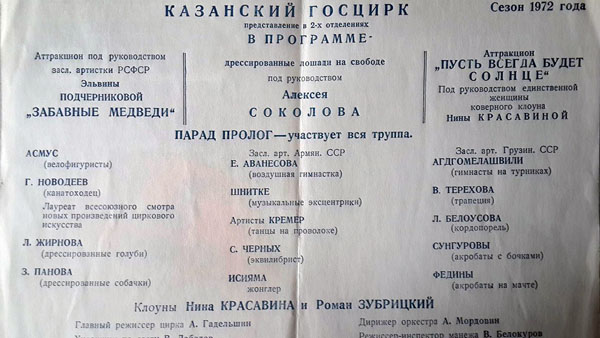 КАЗАНСКИЙ ГОСЦИРК
Сезон 1972 года
представление в 2-х отделениях
В ПРОГРАММЕ-
Аттракцион под руководством
засл. артистки РСФСР
Эльвины
ПОДЧЕРНИКОВОЙ
„ЗАБАВНЫЕ МЕДВЕДИ“
дрессированные лошади на свободе
под руководством
Алексея
СОКОЛОВА
Аттракцион
„ПУСТЬ ВСЕГДА БУДЕТ
СОЛНЦЕ“
Под руководством единственной
женщины
коверного клоуна
Нины КРАСАВИНОЙ
ПАРАД ПРОЛОГ—участвует вся труппа.
АСМУС
(велофигуристы)
Г. НОВОДЕЕВ
(канатоходец)
Лауреат всесоюзного смотра
новых произведений циркового
искусства
Л. ЖИРНОВА
(дрессированные голуби)
З. ПАНОВА
(дрессированные собачки)
Засл. арт. Армян. ССР
Е. АВАНЕСОВА
(воздушная гимнастка)
ШНИТКЕ
(музыкальные эксцентрики)
Артисты КРЕМЕР
(танцы на проволоке)
С. ЧЕРНЫХ
(эквилибрист)
ИСИЯМА
жонглер
Засл. арт. Грузин. ССР
АГДГОМЕЛАШВИЛИ
(гимнасты на турниках)
В. ТЕРЕХОВА
(трапеция)
Л. БЕЛОУСОВА
(кордопорель)
СУНГУРОВЫ
(акробаты с бочками)
ФЕДИНЫ
(акробаты на мачте)
Клоуны Нина КРАСАВИНА и Роман ЗУБРИЦКИЙ
Главный режиссер цирка А. Гадельшин
Дирижер оркестра А. Мордовин
Режиссер-инспектор манежа В. Белокуров